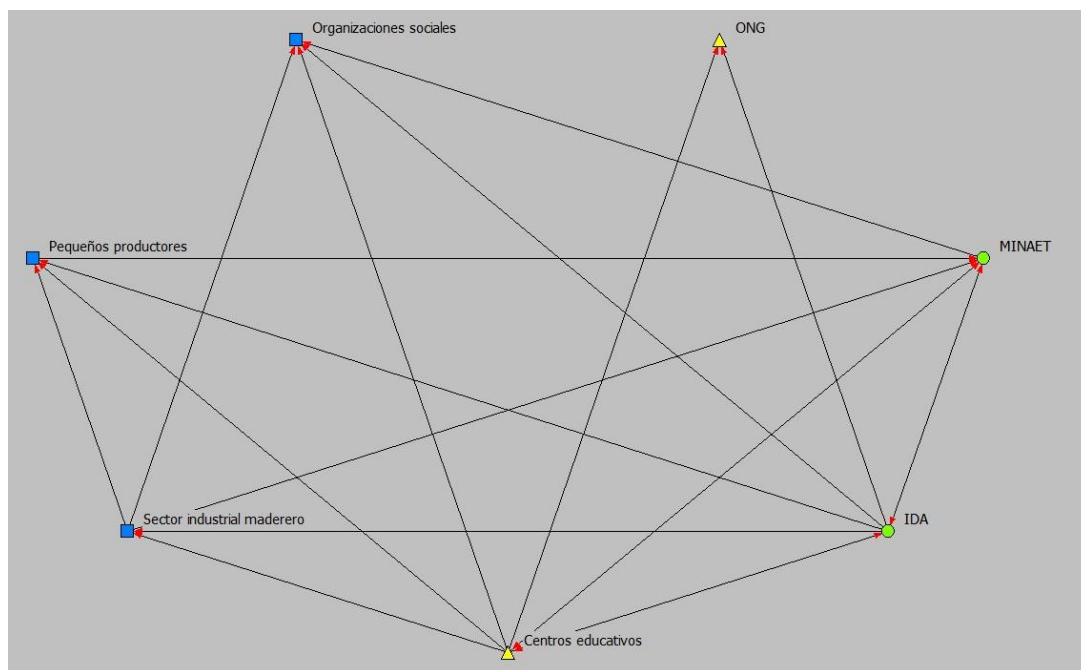 Organizaciones sociales
ONG
Pequeños productores
MINAET
Sector industrial maderero
IDA
Centros educativos